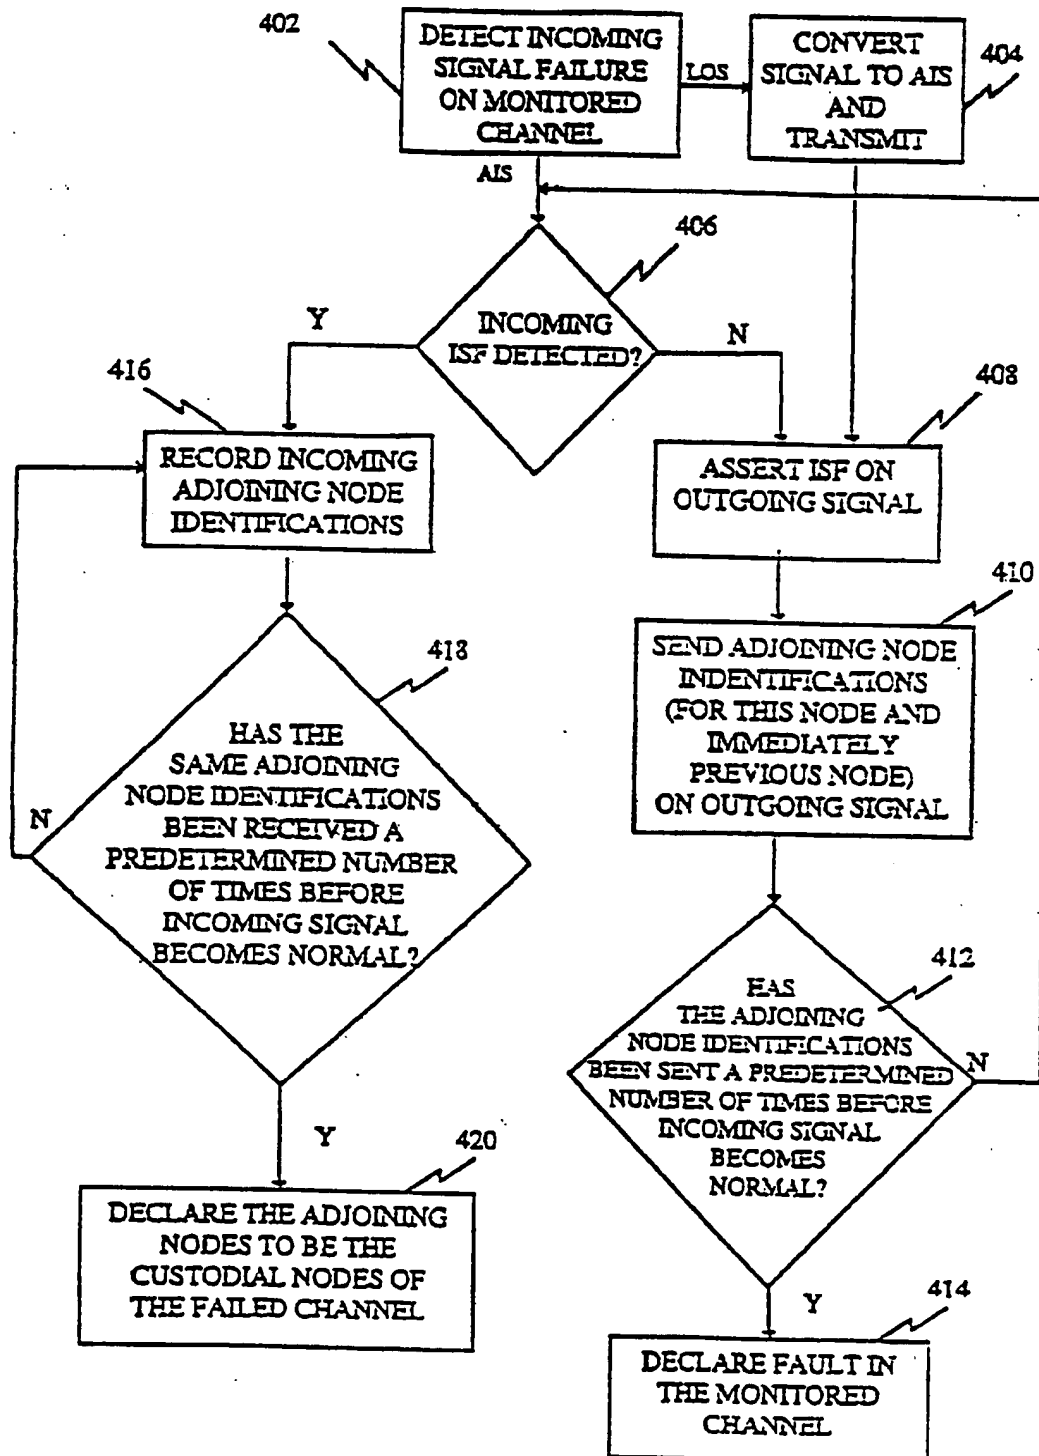 402
DETECT INCOMING
SIGNAL FAILURE
ON MONITORED
CHANNEL
LOS
CONVERT
SIGNAL TO AIS
AND
TRANSMIT
404
AIS
406
INCOMING
ISF DETECTED?
Y
N
416
RECORD INCOMING
ADJOINING NODE
IDENTIFICATIONS
408
ASSERT ISF ON
OUTGOING SIGNAL
410
SEND ADJOINING NODE
INDENTIFICATIONS
(FOR THIS NODE AND
IMMEDIATELY
PREVIOUS NODE)
ON OUTGOING SIGNAL
418
HAS THE
SAME ADJOINING
NODE IDENTIFICATIONS
BEEN RECEIVED A
PREDETERMINED NUMBER
OF TIMES BEFORE
INCOMING SIGNAL
BECOMES NORMAL?
N
Y
412
HAS
THE ADJOINING
NODE IDENTIFICATIONS
BEEN SENT A PREDETERMINED
NUMBER OF TIMES BEFORE
INCOMING SIGNAL
BECOMES
NORMAL?
N
Y
420
DECLARE THE ADJOINING
NODES TO BE THE
CUSTODIAL NODES OF
THE FAILED CHANNEL
414
DECLARE FAULT IN
THE MONITORED
CHANNEL